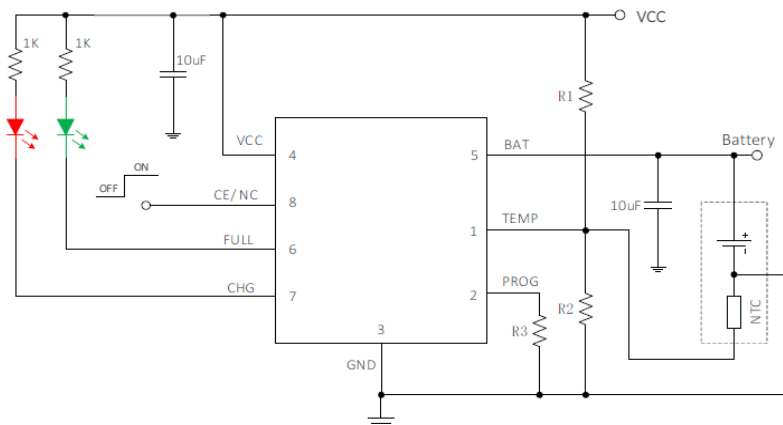 1K
1K
VCC
10uF
R1
VCC
4
5
BAT
Battery
ON
OFF
CE/NC
8
10uF
FULL
6
1
TEMP
+
-
CHG
7
2
PROG
R3
R2
NTC
3
GND